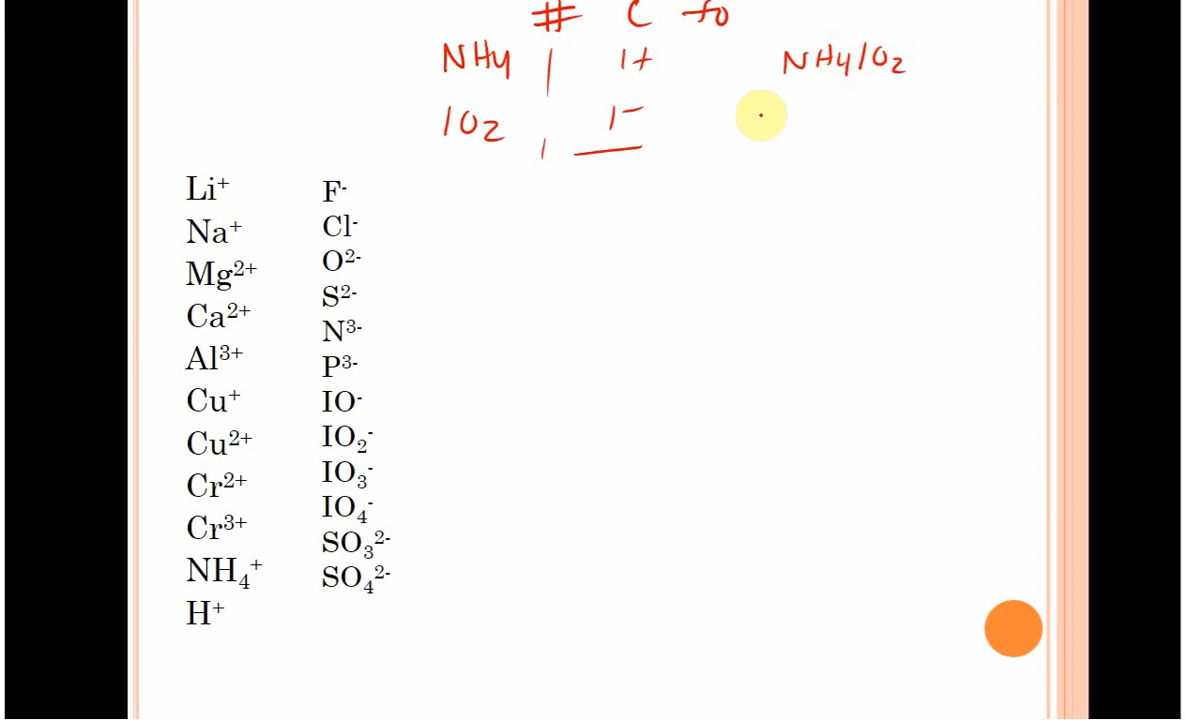 # C fo
NH4 | 1+ NH4IO2
IO2 | 1-
Li⁺
Na⁺
Mg²⁺
Ca²⁺
Al³⁺
Cu⁺
Cu²⁺
Cr²⁺
Cr³⁺
NH₄⁺
H⁺
F⁻
Cl⁻
O²⁻
S²⁻
N³⁻
P³⁻
IO⁻
IO₂⁻
IO₃⁻
IO₄⁻
SO₃²⁻
SO₄²⁻